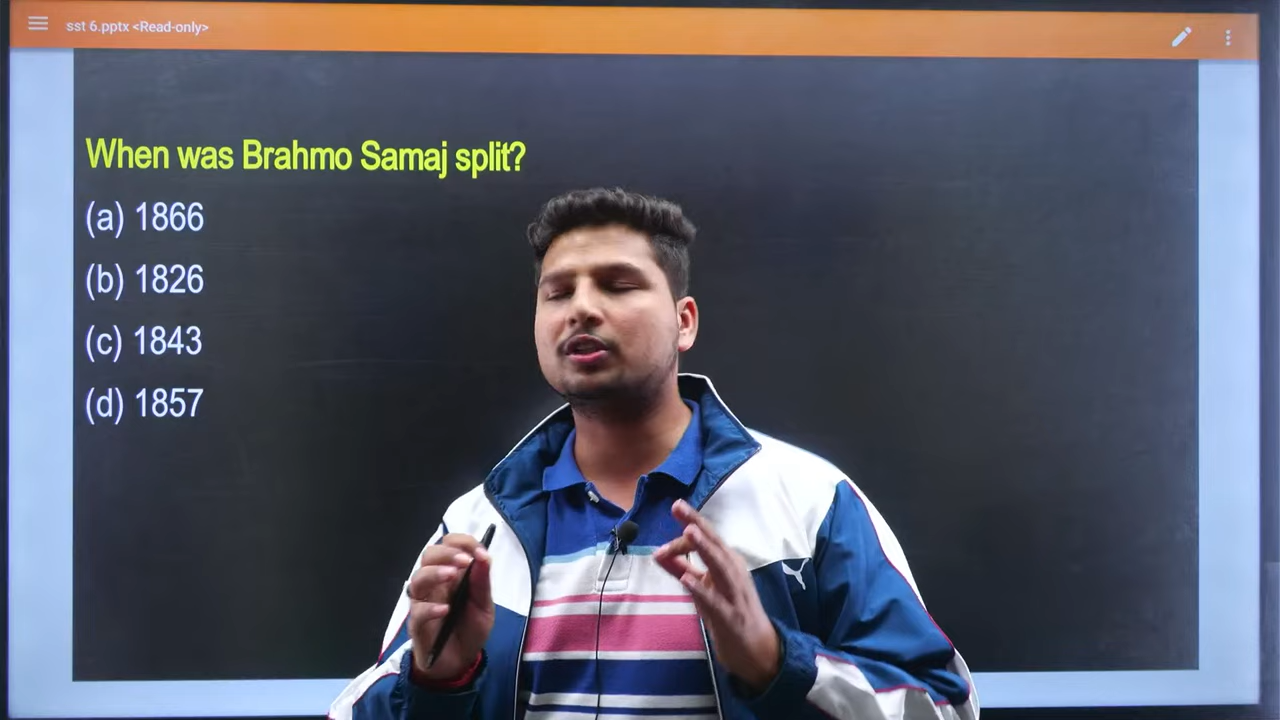 sst 6.pptx <Read-only>
When was Brahmo Samaj split?
(a) 1866
(b) 1826
(c) 1843
(d) 1857